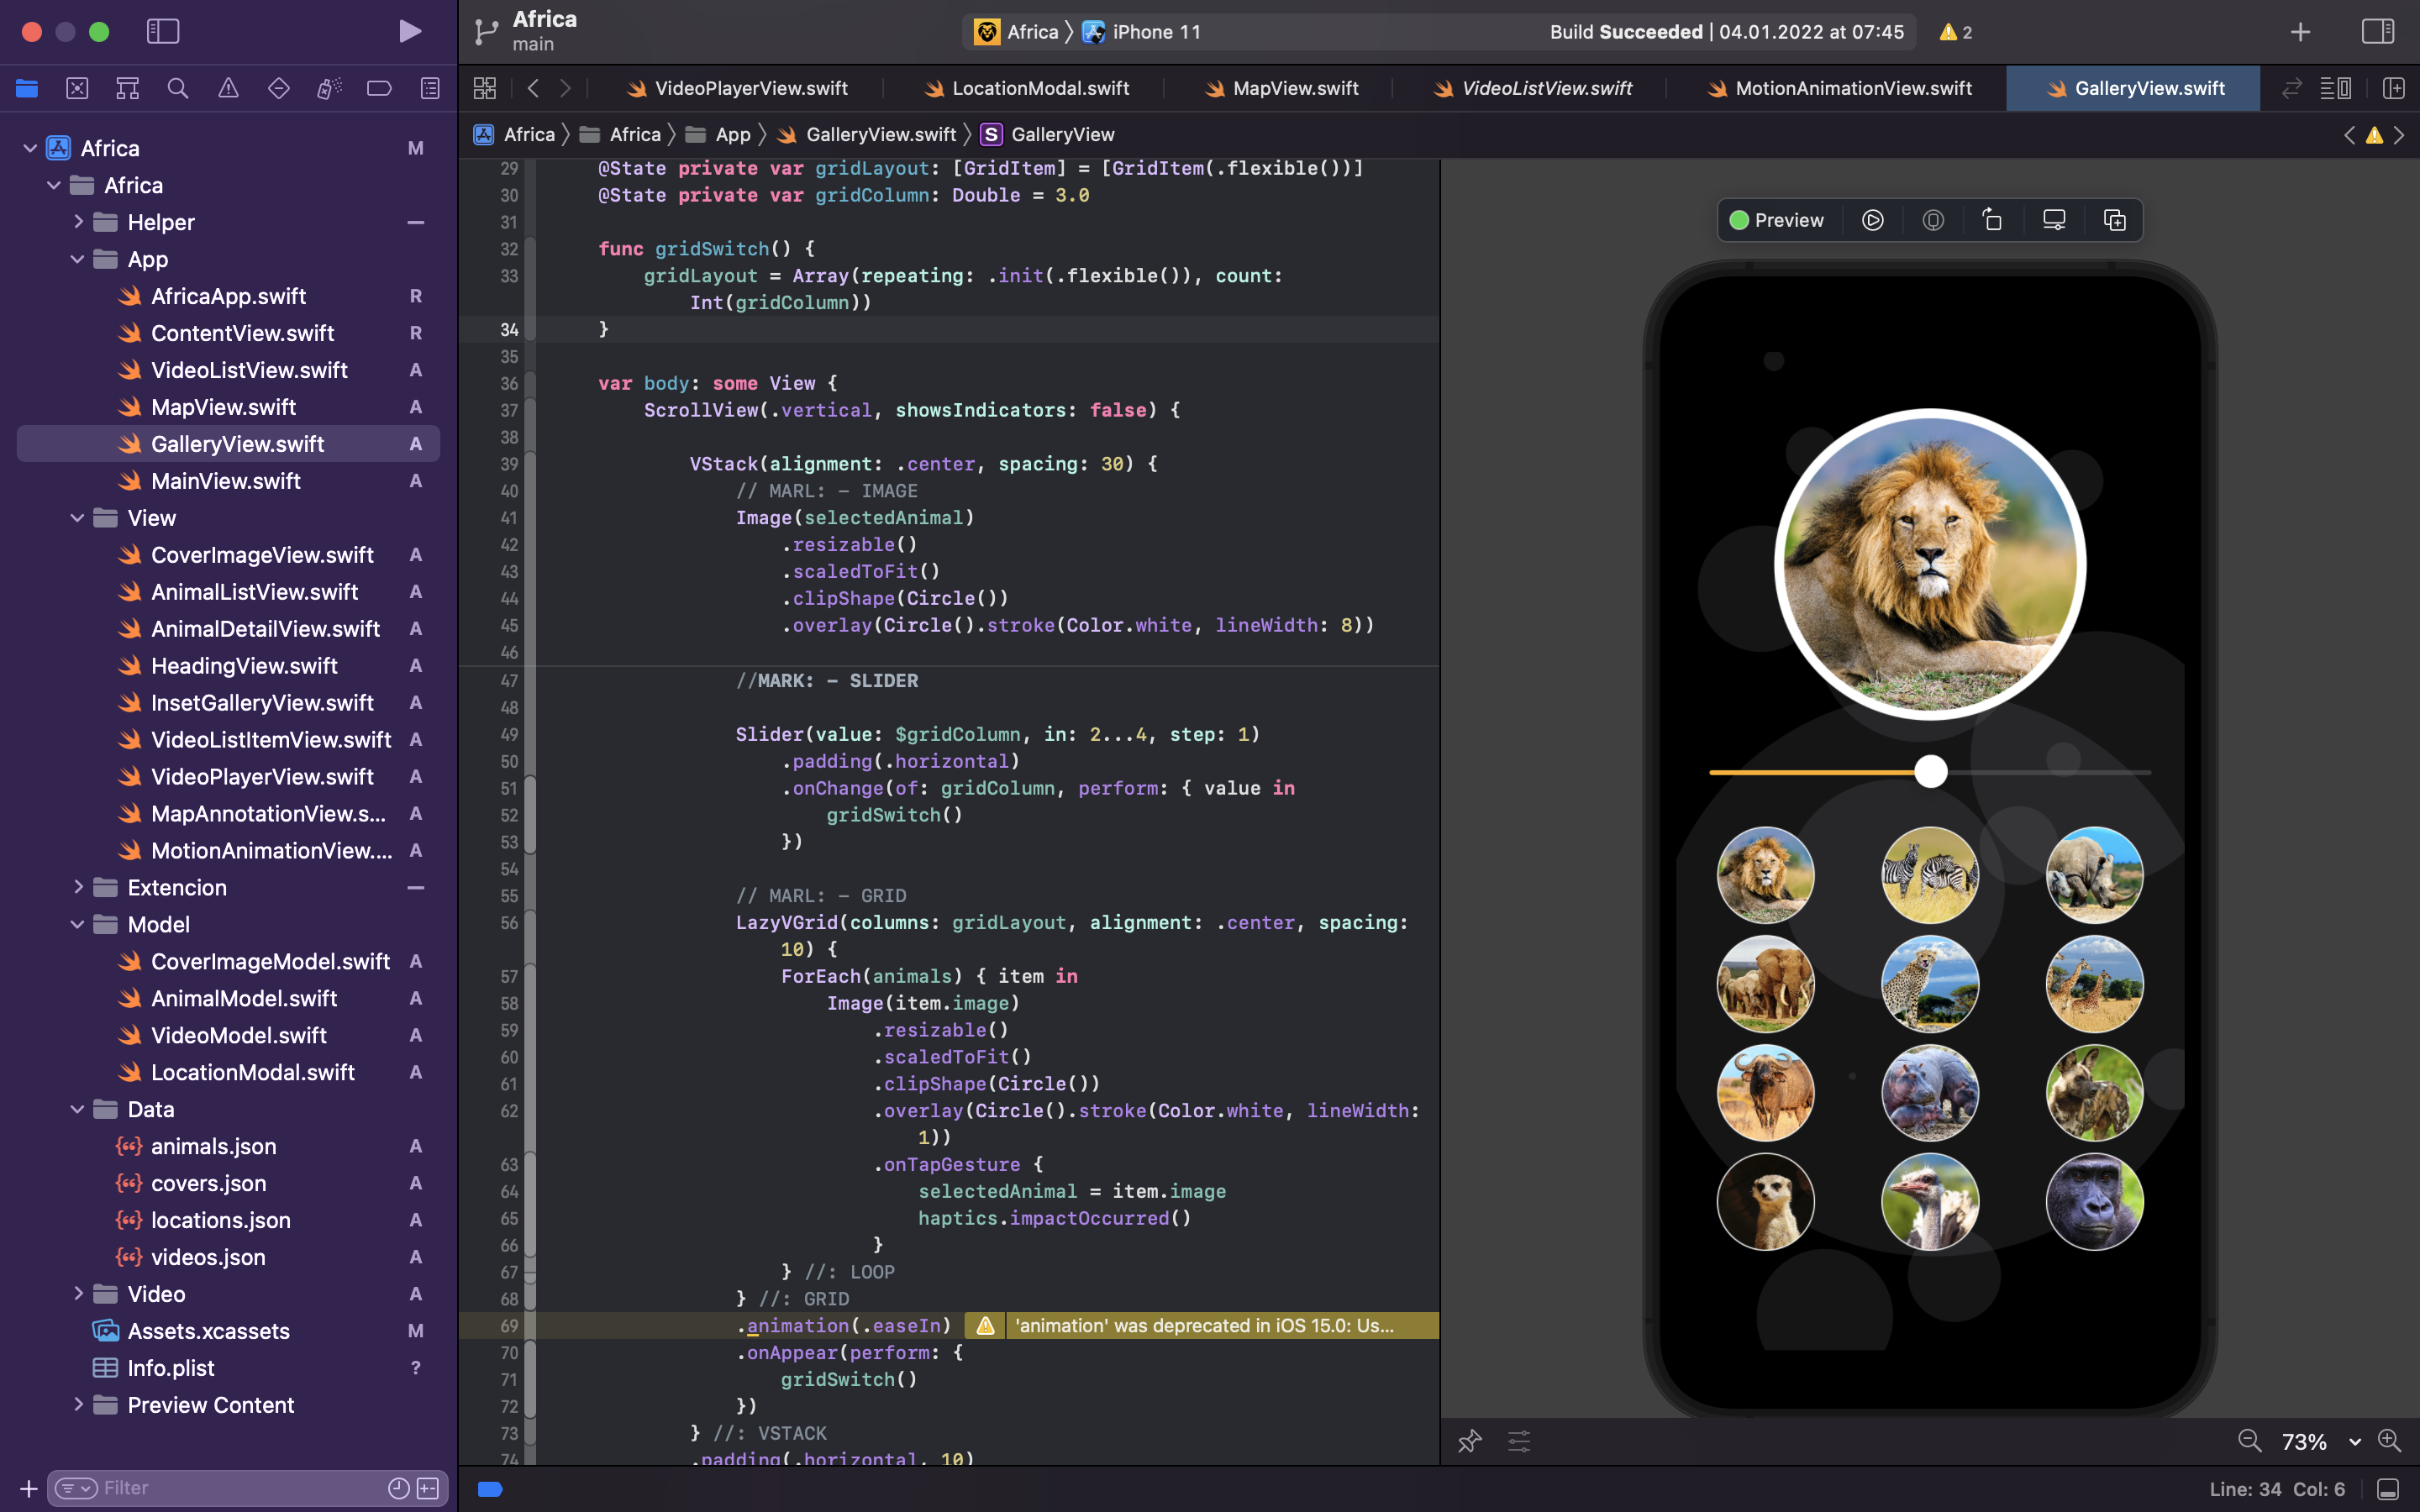 Africa
main
Africa
iPhone 11
Build Succeeded | 04.01.2022 at 07:45
2
VideoPlayerView.swift
LocationModal.swift
MapView.swift
VideoListView.swift
MotionAnimationView.swift
GalleryView.swift
Africa
Africa
App
GalleryView.swift
S
GalleryView
Africa M
Africa
Helper
App
AfricaApp.swift R
ContentView.swift R
VideoListView.swift A
MapView.swift A
GalleryView.swift A
MainView.swift A
View
CoverImageView.swift A
AnimalListView.swift A
AnimalDetailView.swift A
HeadingView.swift A
InsetGalleryView.swift A
VideoListItemView.swift A
VideoPlayerView.swift A
MapAnnotationView.s... A
MotionAnimationView.... A
Extencion
Model
CoverImageModel.swift A
AnimalModel.swift A
VideoModel.swift A
LocationModal.swift A
Data
animals.json A
covers.json A
locations.json A
videos.json A
Video A
Assets.xcassets M
Info.plist ?
Preview Content
Filter
29 @State private var gridLayout: [GridItem] = [GridItem(.flexible())]
30 @State private var gridColumn: Double = 3.0
31
32 func gridSwitch() {
33 gridLayout = Array(repeating: .init(.flexible()), count:
Int(gridColumn))
34 }
35
36 var body: some View {
37 ScrollView(.vertical, showsIndicators: false) {
38
39 VStack(alignment: .center, spacing: 30) {
40 // MARL: - IMAGE
41 Image(selectedAnimal)
42 .resizable()
43 .scaledToFit()
44 .clipShape(Circle())
45 .overlay(Circle().stroke(Color.white, lineWidth: 8))
46
47 //MARK: - SLIDER
48
49 Slider(value: $gridColumn, in: 2...4, step: 1)
50 .padding(.horizontal)
51 .onChange(of: gridColumn, perform: { value in
52 gridSwitch()
53 })
54
55 // MARL: - GRID
56 LazyVGrid(columns: gridLayout, alignment: .center, spacing:
10) {
57 ForEach(animals) { item in
58 Image(item.image)
59 .resizable()
60 .scaledToFit()
61 .clipShape(Circle())
62 .overlay(Circle().stroke(Color.white, lineWidth:
1))
63 .onTapGesture {
64 selectedAnimal = item.image
65 haptics.impactOccurred()
66 }
67 } //: LOOP
68 } //: GRID
69 .animation(.easeIn) 'animation' was deprecated in iOS 15.0: Us...
70 .onAppear(perform: {
71 gridSwitch()
72 })
73 } //: VSTACK
74 .padding(.horizontal, 10)
Preview
73%
Line: 34 Col: 6